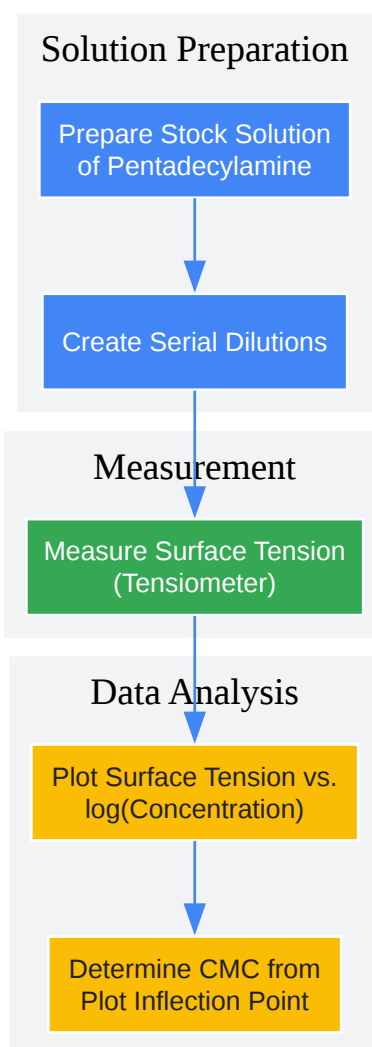 Solution Preparation
Prepare Stock Solution
of Pentadecylamine
Create Serial Dilutions
Measurement
Measure Surface Tension
(Tensiometer)
Data Analysis
Plot Surface Tension vs.
log(Concentration)
Determine CMC from
Plot Inflection Point